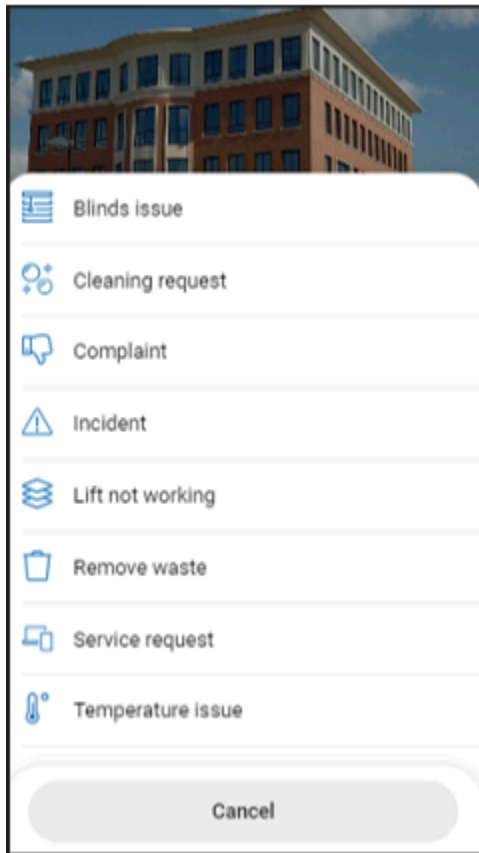 Blinds issue
Cleaning request
Complaint
Incident
Lift not working
Remove waste
Service request
Temperature issue
Cancel